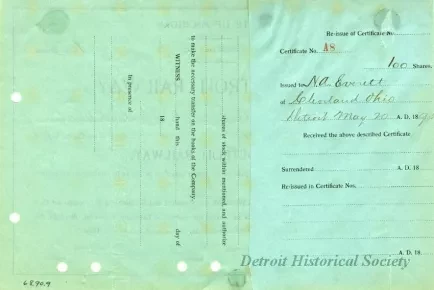 Re-issue of Certificate No.
Certificate No. A8
100 Shares.
Issued to N.A. Everett
of Cleveland Ohio
Detroit May 20 A. D. 189
Received the above described Certificate
Surrendered A. D. 18
Re-issued in Certificate Nos.
A. D. 18
shares of stock within mentioned, and authorize
to make the necessary transfer on the books of the Company.
WITNESS hand this day of
18
In presence of
Detroit Historical Society
68909